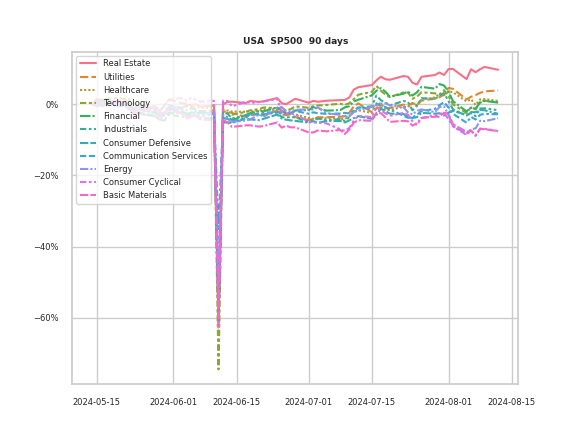 USA SP500 90 days
Real Estate
Utilities
Healthcare
Technology
Financial
Industrials
Consumer Defensive
Communication Services
Energy
Consumer Cyclical
Basic Materials
0%
−20%
−40%
−60%
2024-05-15 2024-06-01 2024-06-15 2024-07-01 2024-07-15 2024-08-01 2024-08-15